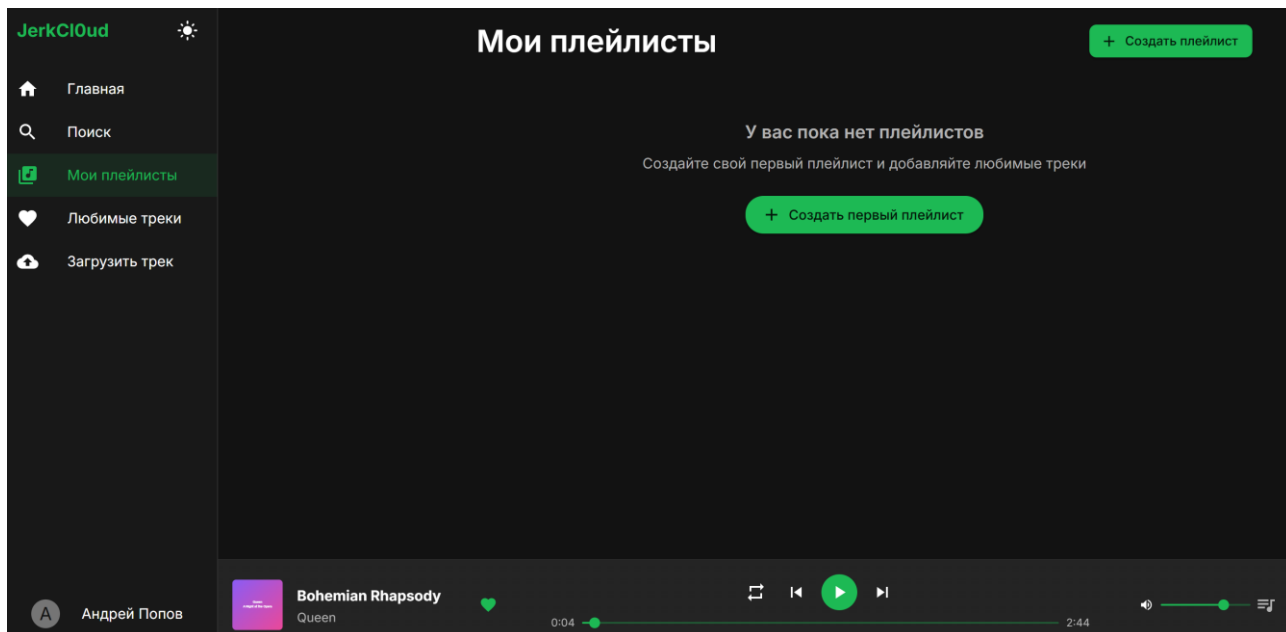 JerkCl0ud
Главная
Поиск
Мои плейлисты
Любимые треки
Загрузить трек
A
Андрей Попов
Мои плейлисты
+ Создать плейлист
У вас пока нет плейлистов
Создайте свой первый плейлист и добавляйте любимые треки
+ Создать первый плейлист
Bohemian Rhapsody
Queen
0:04
2:44